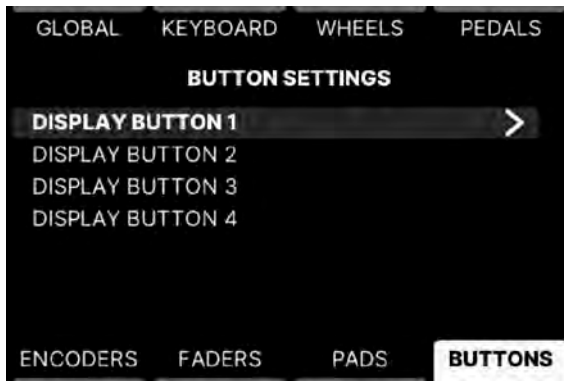 GLOBAL KEYBOARD WHEELS PEDALS
BUTTON SETTINGS
DISPLAY BUTTON 1 >
DISPLAY BUTTON 2
DISPLAY BUTTON 3
DISPLAY BUTTON 4
ENCODERS FADERS PADS BUTTONS